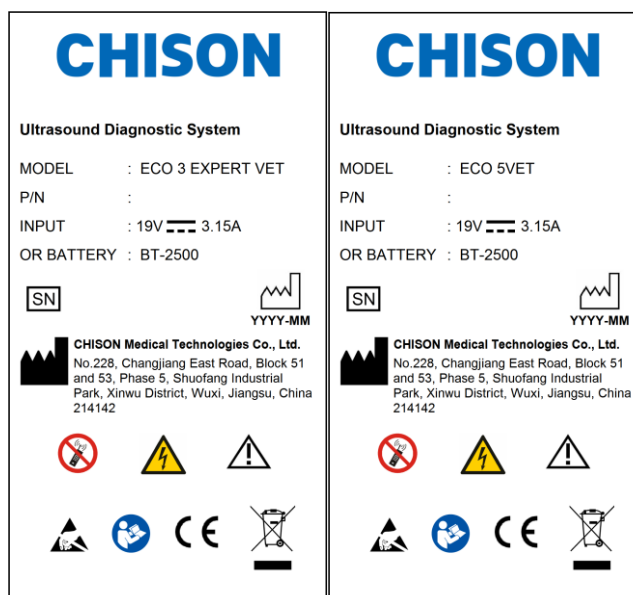 CHISON
Ultrasound Diagnostic System
MODEL : ECO 3 EXPERT VET
P/N :
INPUT : 19V 3.15A
OR BATTERY : BT-2500
SN
YYYY-MM
CHISON Medical Technologies Co., Ltd.
No.228, Changjiang East Road, Block 51
and 53, Phase 5, Shuofang Industrial
Park, Xinwu District, Wuxi, Jiangsu, China
214142
CE
CHISON
Ultrasound Diagnostic System
MODEL : ECO 5VET
P/N :
INPUT : 19V 3.15A
OR BATTERY : BT-2500
SN
YYYY-MM
CHISON Medical Technologies Co., Ltd.
No.228, Changjiang East Road, Block 51
and 53, Phase 5, Shuofang Industrial
Park, Xinwu District, Wuxi, Jiangsu, China
214142
CE